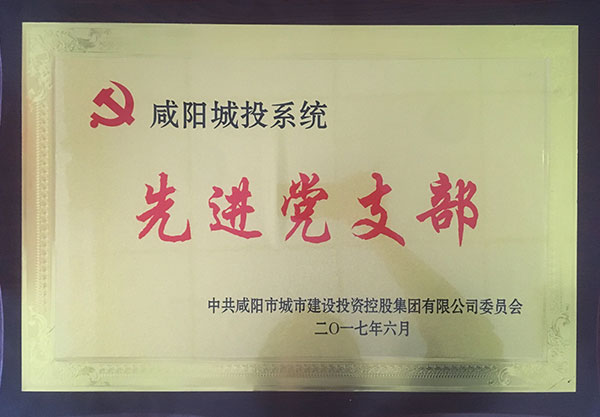 咸阳城投系统
先进党支部
中共咸阳市城市建设投资控股集团有限公司委员会
二〇一七年六月